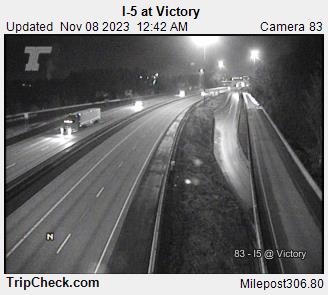 I-5 at Victory
Updated Nov 08 2023 12:42 AM Camera 83
T
N
83 - I5 @ Victory
TripCheck.com Milepost306.80